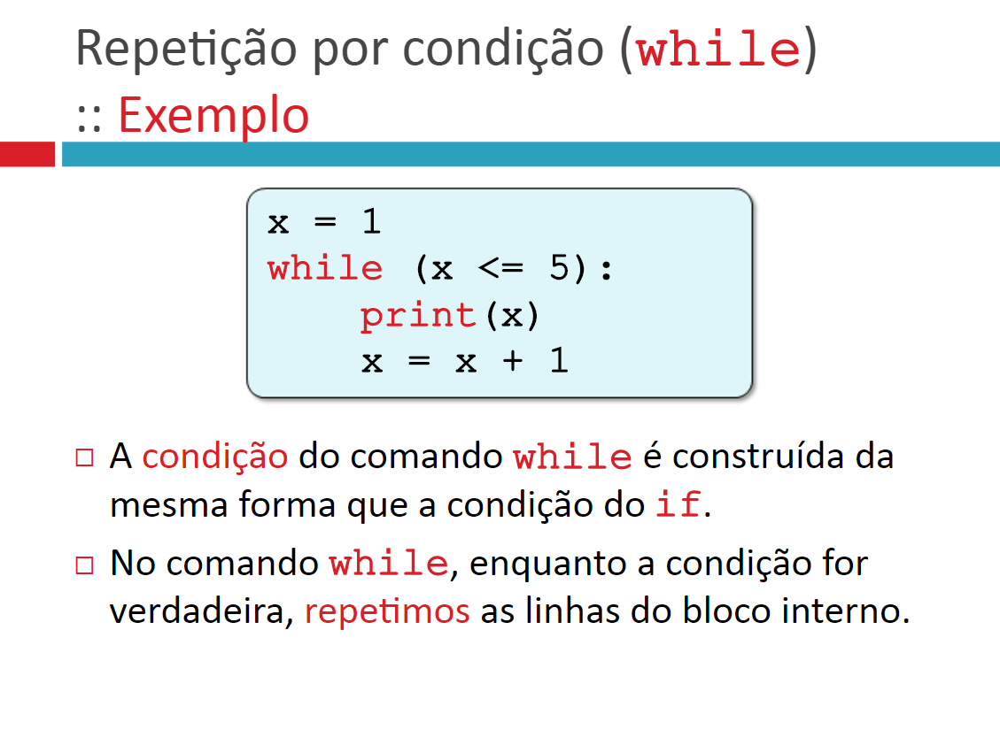 Repetição por condição (while)
:: Exemplo
x = 1
while (x <= 5):
    print(x)
    x = x + 1
A condição do comando while é construída da
mesma forma que a condição do if.
No comando while, enquanto a condição for
verdadeira, repetimos as linhas do bloco interno.